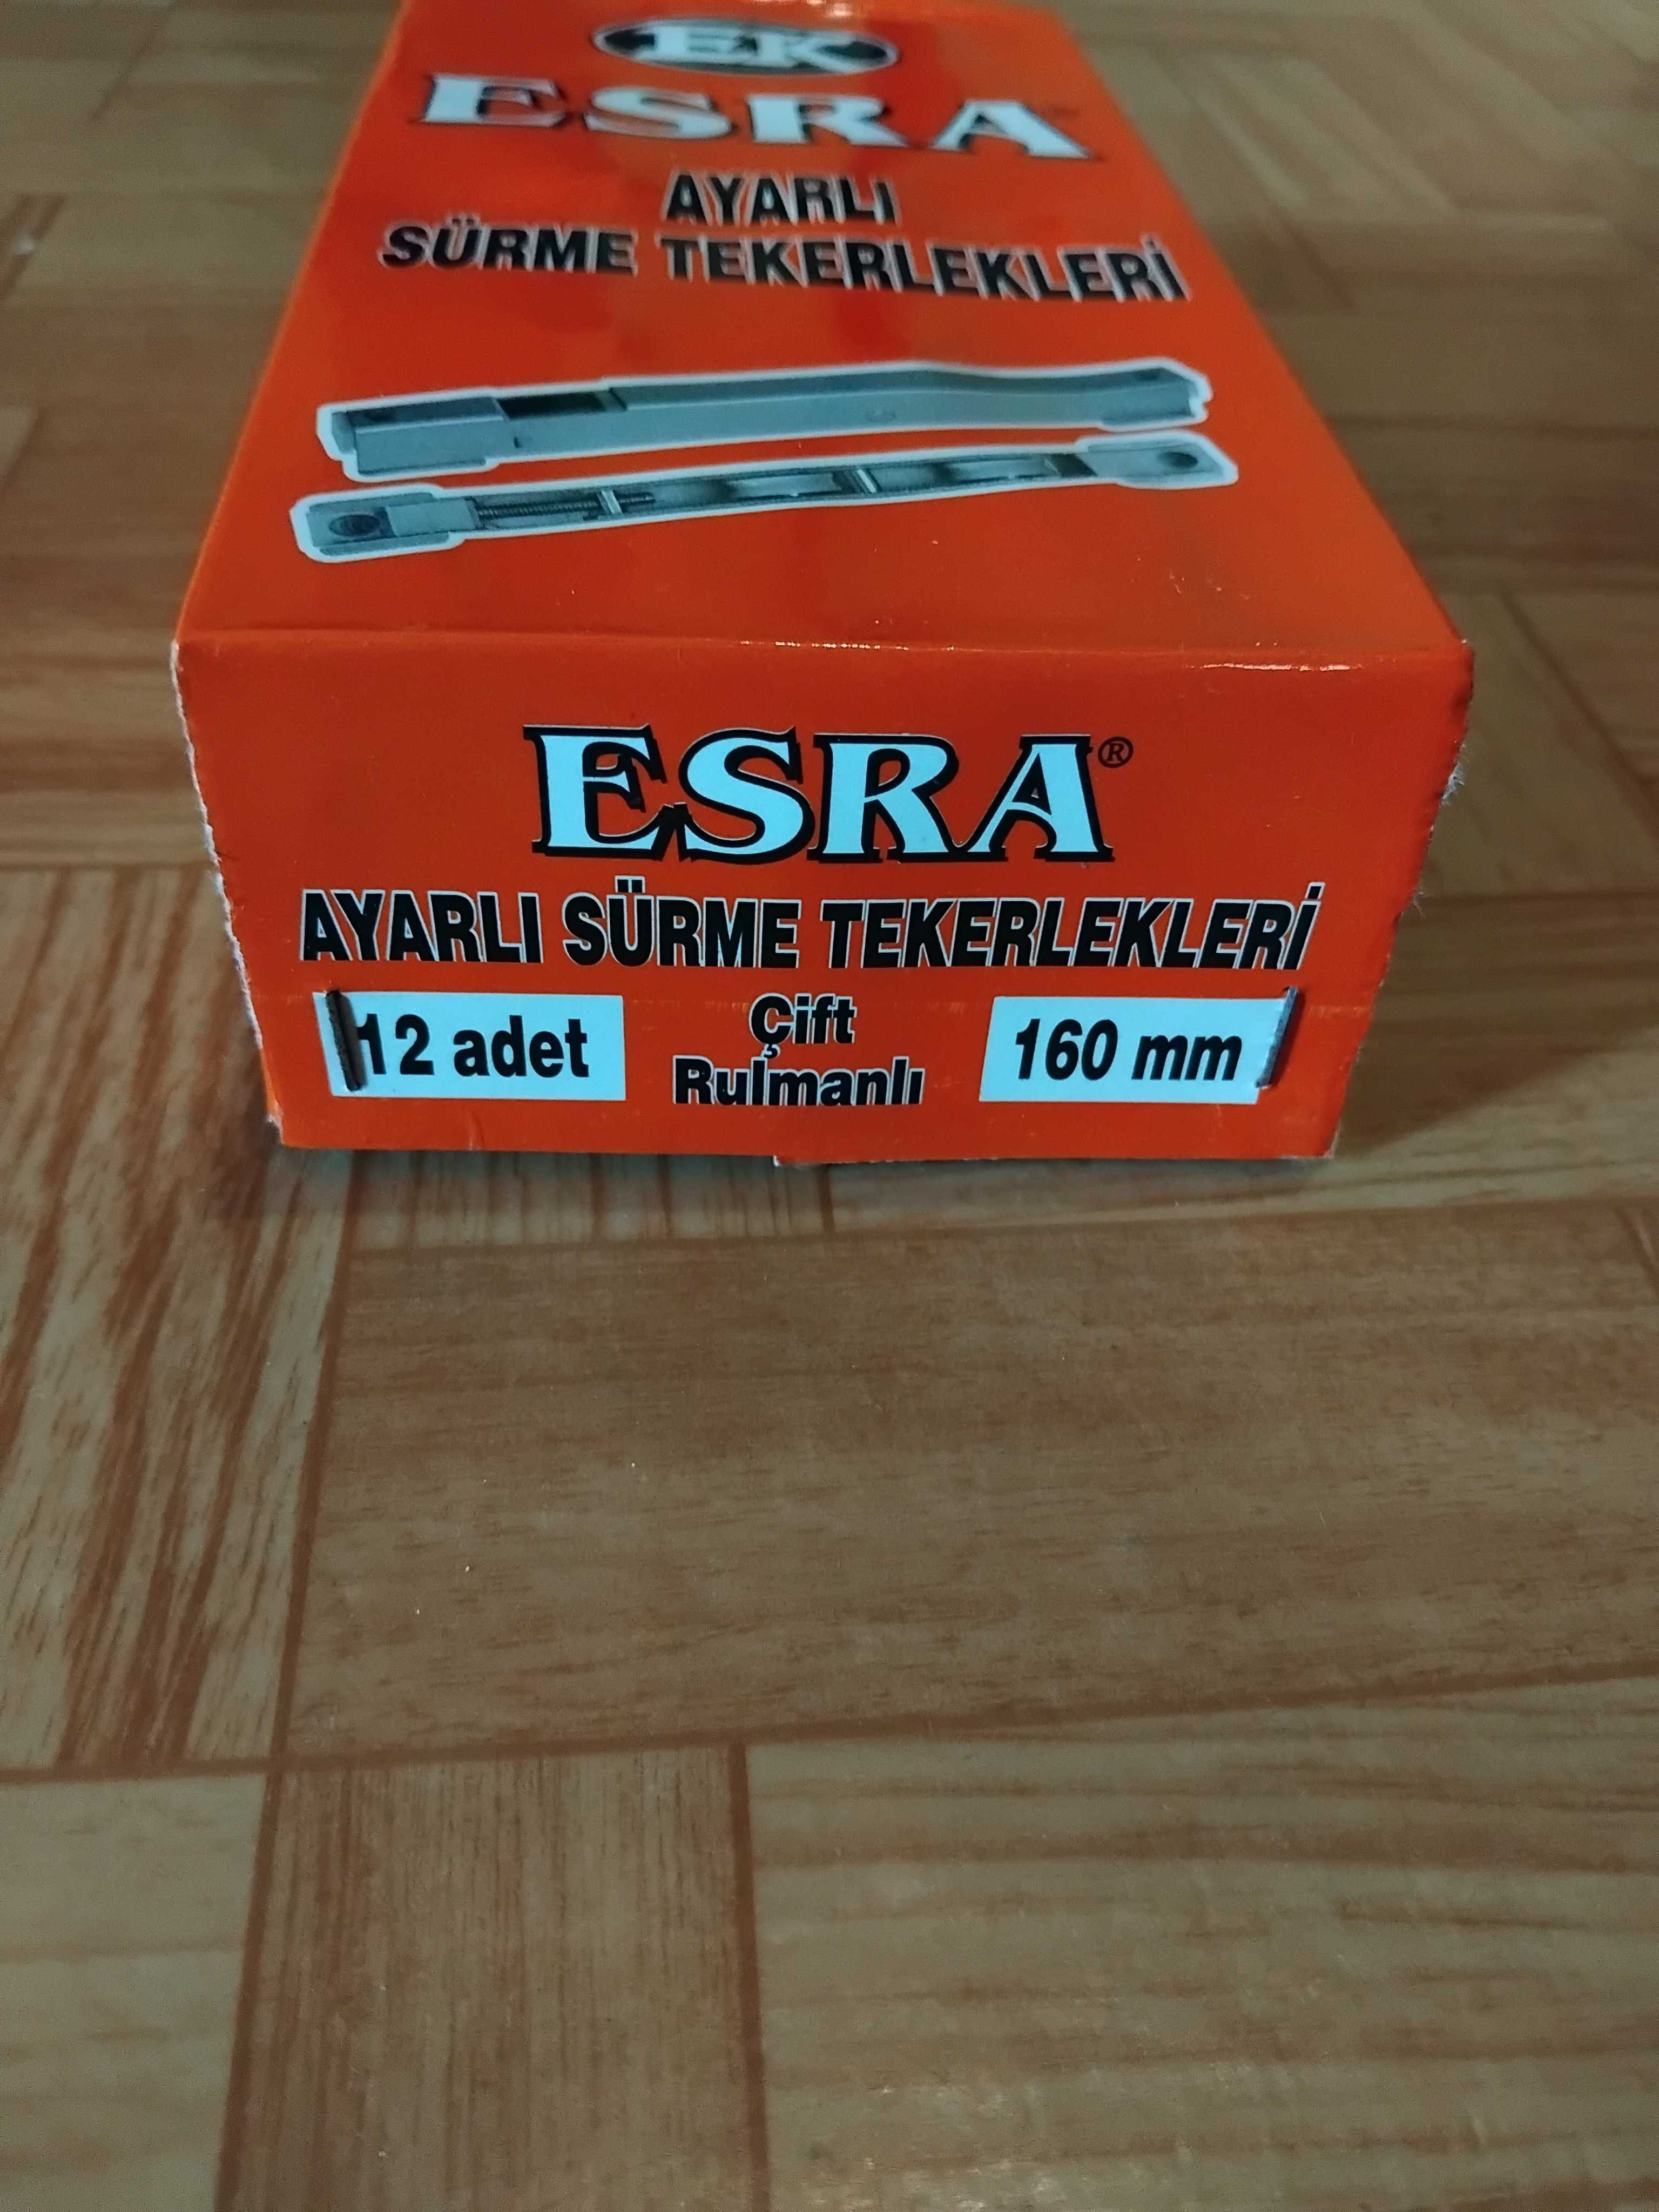 EK
ESRA
AYARLI
SÜRME TEKERLEKLERİ
ESRA®
AYARLI SÜRME TEKERLEKLERİ
12 adet
Çift
Rulmanlı
160 mm